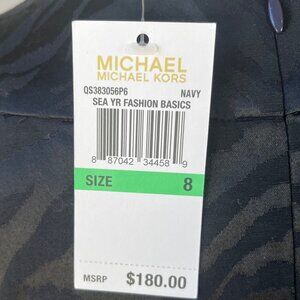 MICHAEL
MICHAEL KORS
QS383056P6 NAVY
SEA YR FASHION BASICS
8 87042 34458 9
SIZE 8
MSRP $180.00